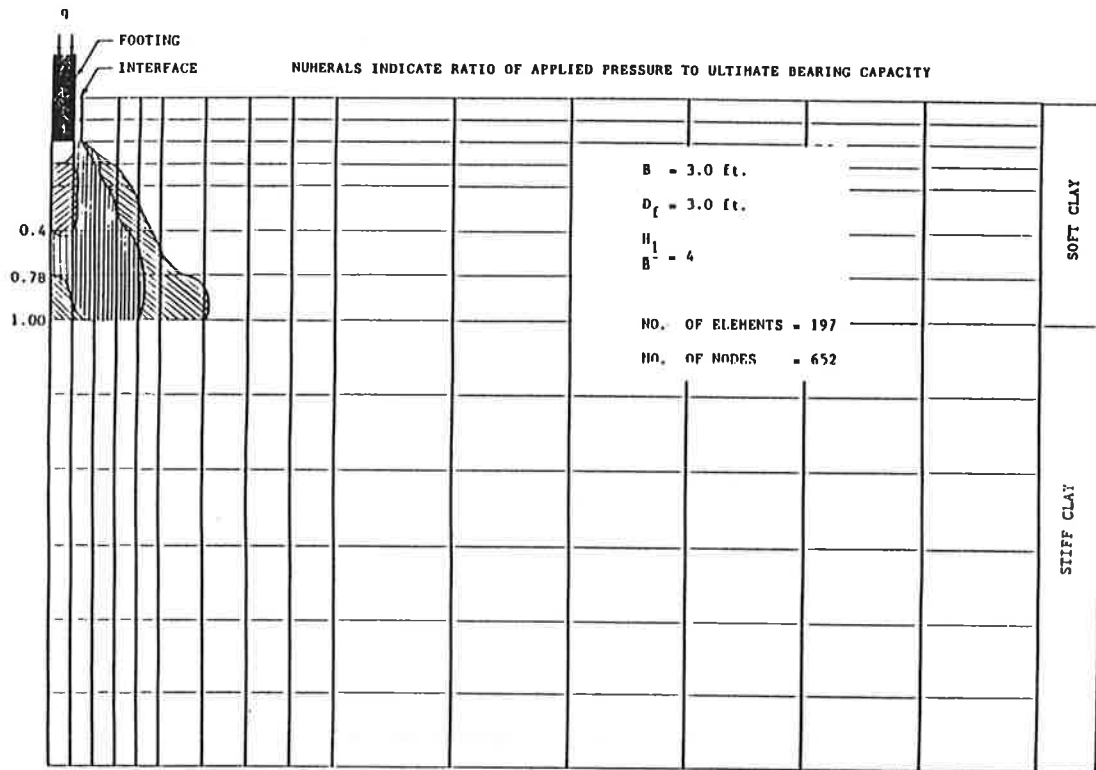 q
FOOTING
INTERFACE
NUMERALS INDICATE RATIO OF APPLIED PRESSURE TO ULTIMATE BEARING CAPACITY
B = 3.0 ft.
Df = 3.0 ft.
H1
B = 4
NO. OF ELEMENTS = 197
NO. OF NODES = 652
0.4
0.78
1.00
SOFT CLAY
STIFF CLAY